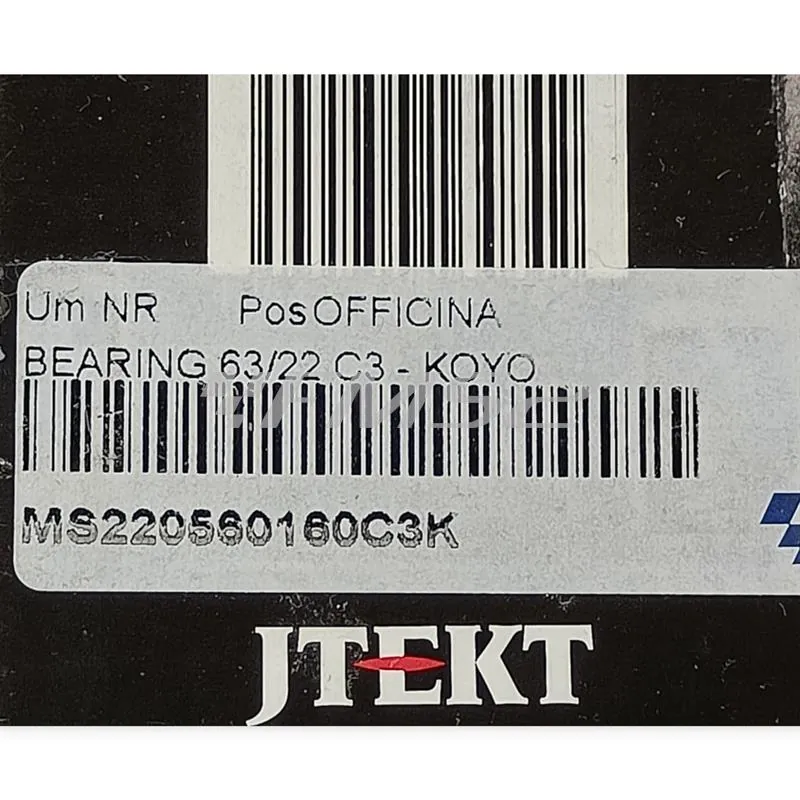 Um NR PosOFFICINA
BEARING 63/22 C3 - KOYO
MS220560160C3K
JTEKT